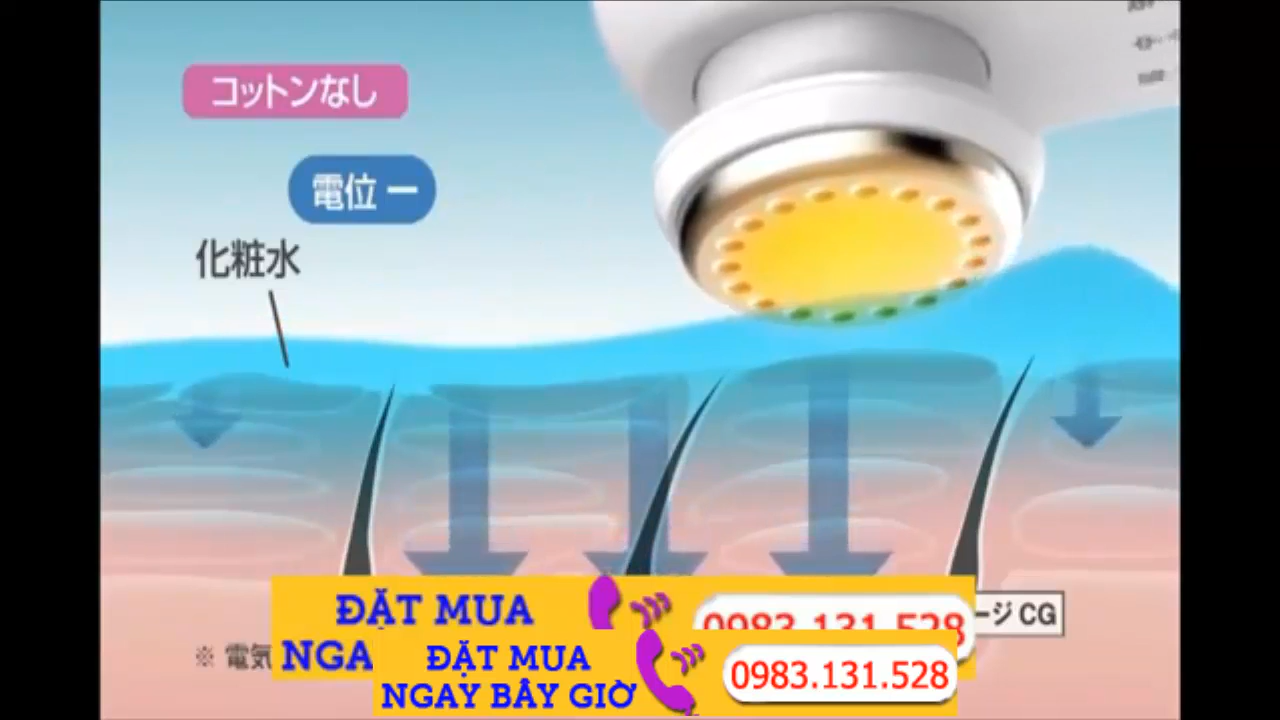 コットンなし
電位 ー
化粧水
ージ CG
※ 電気
ĐẶT MUA
NGA
0983.131.528
ĐẶT MUA
NGAY BÂY GIỜ
0983.131.528